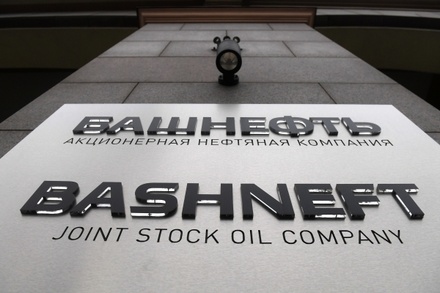 БАШНЕФТЬ
АКЦИОНЕРНАЯ НЕФТЯНАЯ КОМПАНИЯ
BASHNEFT
JOINT STOCK OIL COMPANY